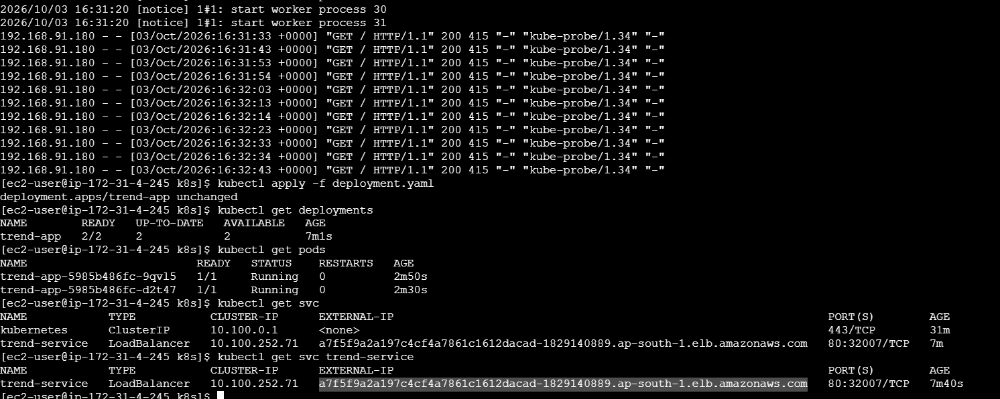 2026/10/03 16:31:20 [notice] 1#1: start worker process 30
2026/10/03 16:31:20 [notice] 1#1: start worker process 31
192.168.91.180 - - [03/Oct/2026:16:31:33 +0000] "GET / HTTP/1.1" 200 415 "-" "kube-probe/1.34" "-"
192.168.91.180 - - [03/Oct/2026:16:31:43 +0000] "GET / HTTP/1.1" 200 415 "-" "kube-probe/1.34" "-"
192.168.91.180 - - [03/Oct/2026:16:31:53 +0000] "GET / HTTP/1.1" 200 415 "-" "kube-probe/1.34" "-"
192.168.91.180 - - [03/Oct/2026:16:31:54 +0000] "GET / HTTP/1.1" 200 415 "-" "kube-probe/1.34" "-"
192.168.91.180 - - [03/Oct/2026:16:32:03 +0000] "GET / HTTP/1.1" 200 415 "-" "kube-probe/1.34" "-"
192.168.91.180 - - [03/Oct/2026:16:32:13 +0000] "GET / HTTP/1.1" 200 415 "-" "kube-probe/1.34" "-"
192.168.91.180 - - [03/Oct/2026:16:32:14 +0000] "GET / HTTP/1.1" 200 415 "-" "kube-probe/1.34" "-"
192.168.91.180 - - [03/Oct/2026:16:32:23 +0000] "GET / HTTP/1.1" 200 415 "-" "kube-probe/1.34" "-"
192.168.91.180 - - [03/Oct/2026:16:32:33 +0000] "GET / HTTP/1.1" 200 415 "-" "kube-probe/1.34" "-"
192.168.91.180 - - [03/Oct/2026:16:32:34 +0000] "GET / HTTP/1.1" 200 415 "-" "kube-probe/1.34" "-"
192.168.91.180 - - [03/Oct/2026:16:32:43 +0000] "GET / HTTP/1.1" 200 415 "-" "kube-probe/1.34" "-"
[ec2-user@ip-172-31-4-245 k8s]$ kubectl apply -f deployment.yaml
deployment.apps/trend-app unchanged
[ec2-user@ip-172-31-4-245 k8s]$ kubectl get deployments
NAME        READY   UP-TO-DATE   AVAILABLE   AGE
trend-app   2/2     2            2           7m1s
[ec2-user@ip-172-31-4-245 k8s]$ kubectl get pods
NAME                         READY   STATUS    RESTARTS   AGE
trend-app-5985b486fc-9qvl5   1/1     Running   0          2m50s
trend-app-5985b486fc-d2t47   1/1     Running   0          2m30s
[ec2-user@ip-172-31-4-245 k8s]$ kubectl get svc
NAME            TYPE           CLUSTER-IP      EXTERNAL-IP                                                                PORT(S)        AGE
kubernetes      ClusterIP      10.100.0.1      <none>                                                                     443/TCP        31m
trend-service   LoadBalancer   10.100.252.71   a7f5f9a2a197c4cf4a7861c1612dacad-1829140889.ap-south-1.elb.amazonaws.com   80:32007/TCP   7m
[ec2-user@ip-172-31-4-245 k8s]$ kubectl get svc trend-service
NAME            TYPE           CLUSTER-IP      EXTERNAL-IP                                                                PORT(S)        AGE
trend-service   LoadBalancer   10.100.252.71   a7f5f9a2a197c4cf4a7861c1612dacad-1829140889.ap-south-1.elb.amazonaws.com   80:32007/TCP   7m40s
[ec2-user@ip-172-31-4-245 k8s]$